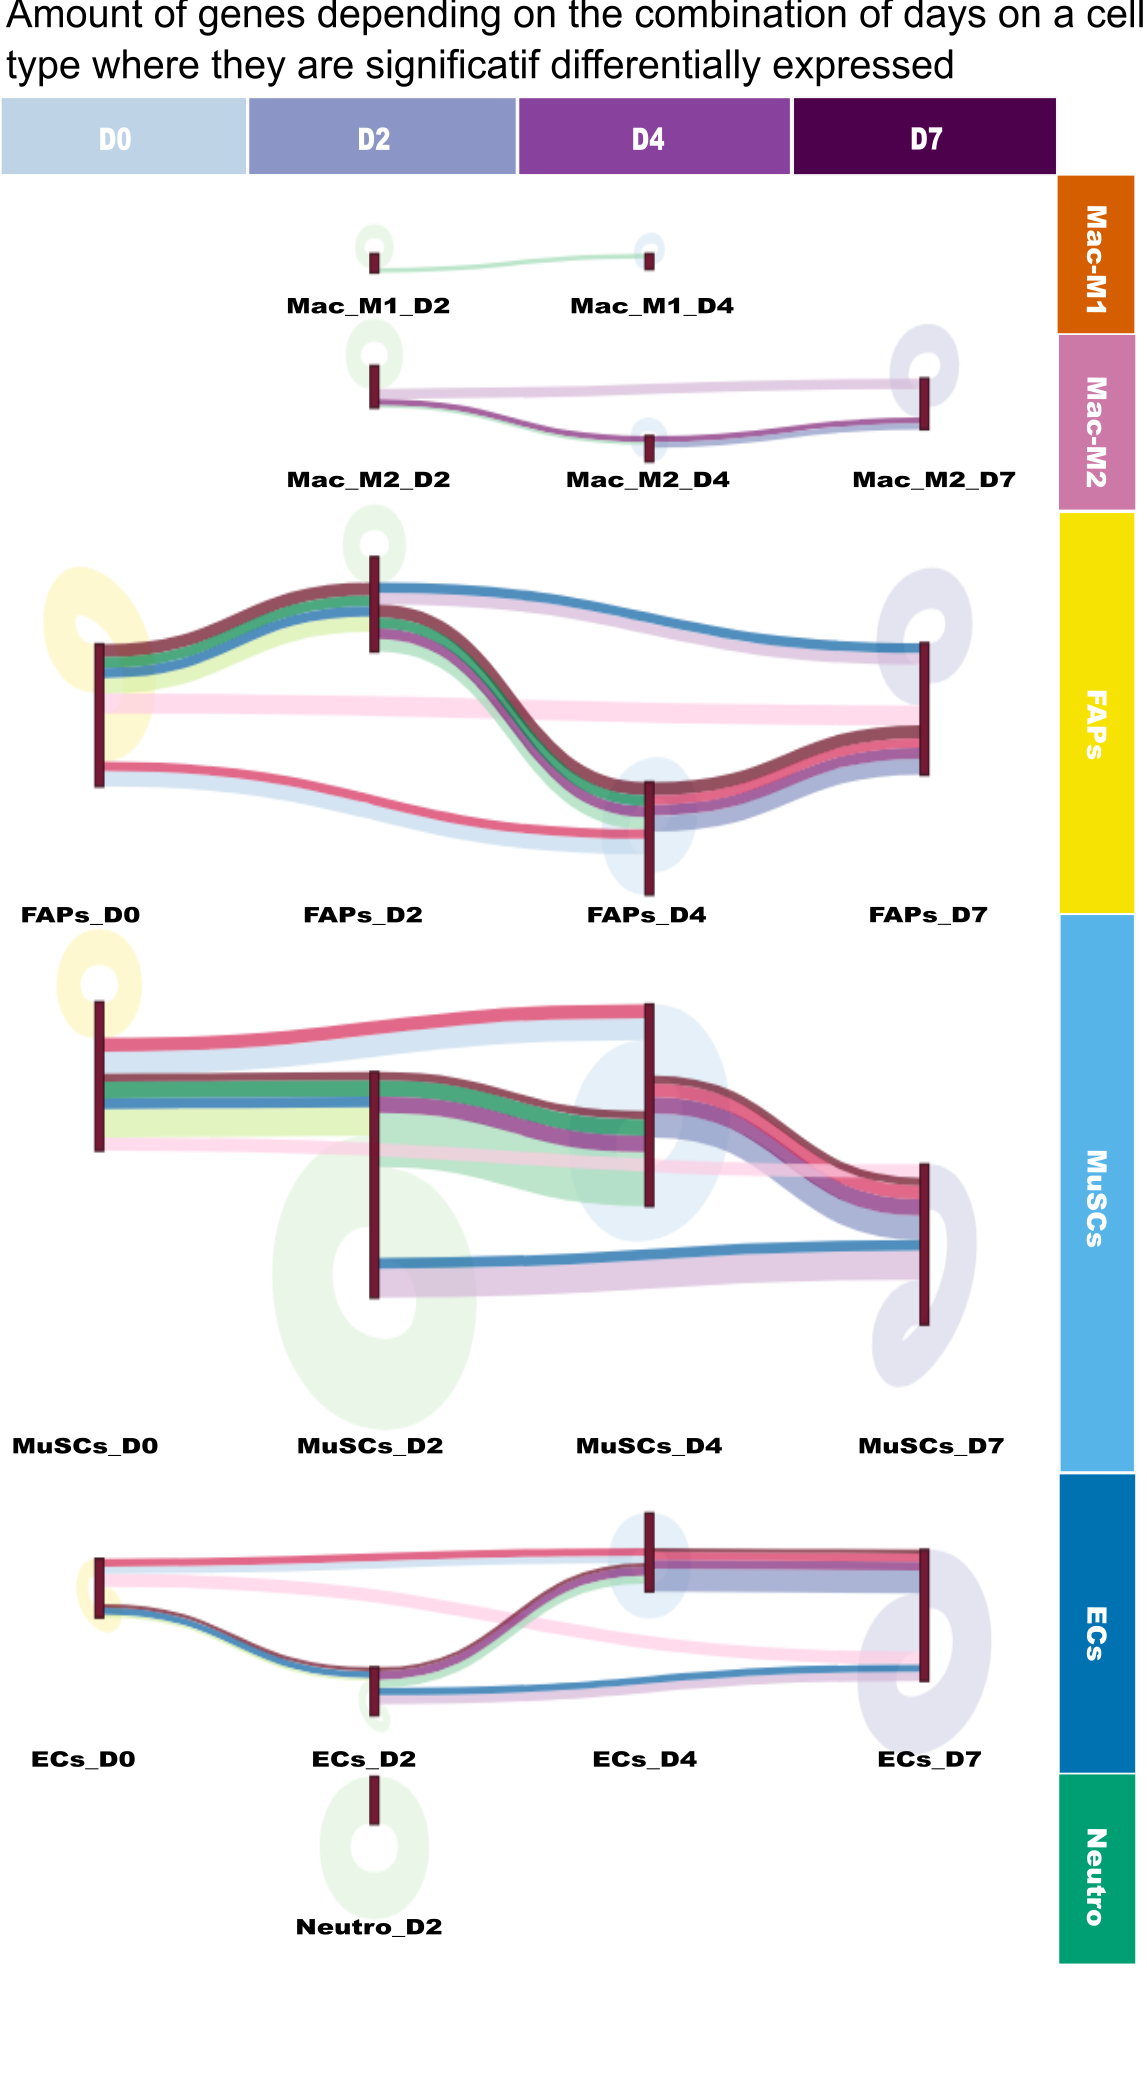 Amount of genes depending on the combination of days on a cell
type where they are significatif differentially expressed
D0
D2
D4
D7
Mac-M1
Mac_M1_D2
Mac_M1_D4
Mac-M2
Mac_M2_D2
Mac_M2_D4
Mac_M2_D7
FAPs
FAPs_D0
FAPs_D2
FAPs_D4
FAPs_D7
MuSCs
MuSCs_D0
MuSCs_D2
MuSCs_D4
MuSCs_D7
ECs
ECs_D0
ECs_D2
ECs_D4
ECs_D7
Neutro
Neutro_D2